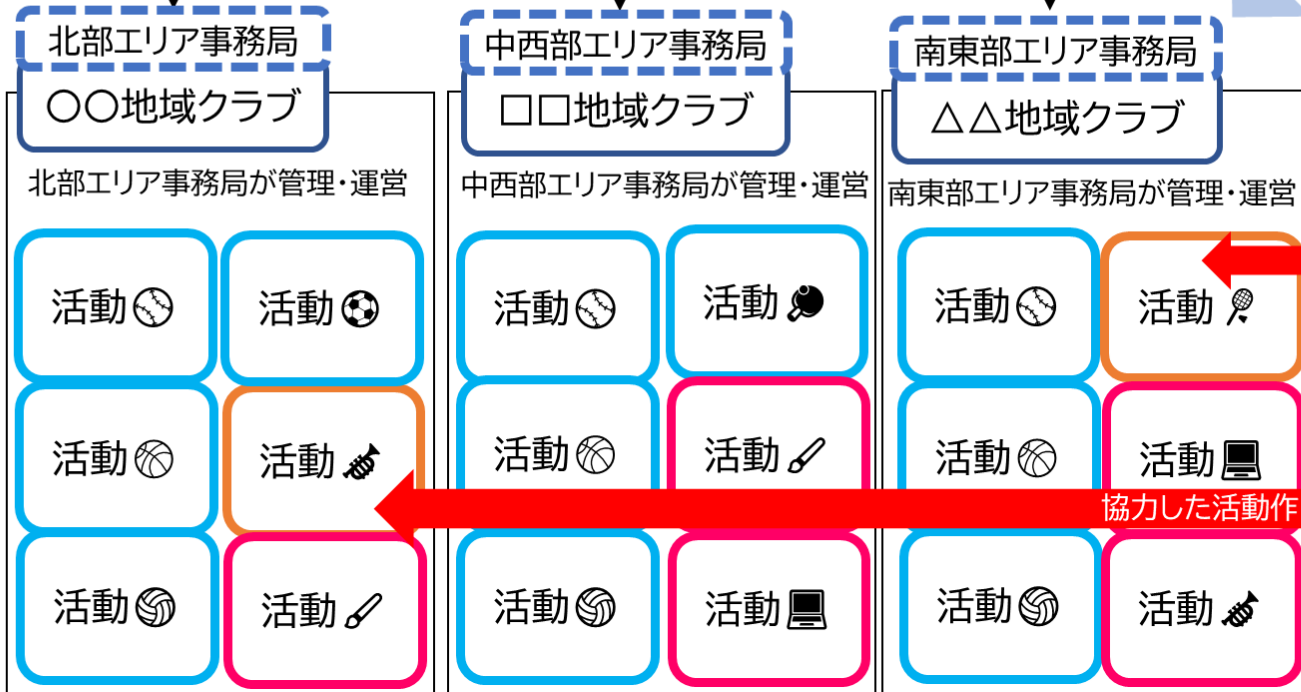 北部エリア事務局
〇〇地域クラブ
北部エリア事務局が管理・運営
活動
活動
活動
活動
活動
活動
中西部エリア事務局
□□地域クラブ
中西部エリア事務局が管理・運営
活動
活動
活動
活動
活動
活動
南東部エリア事務局
△△地域クラブ
南東部エリア事務局が管理・運営
活動
活動
活動
活動
協力した活動作
活動
活動